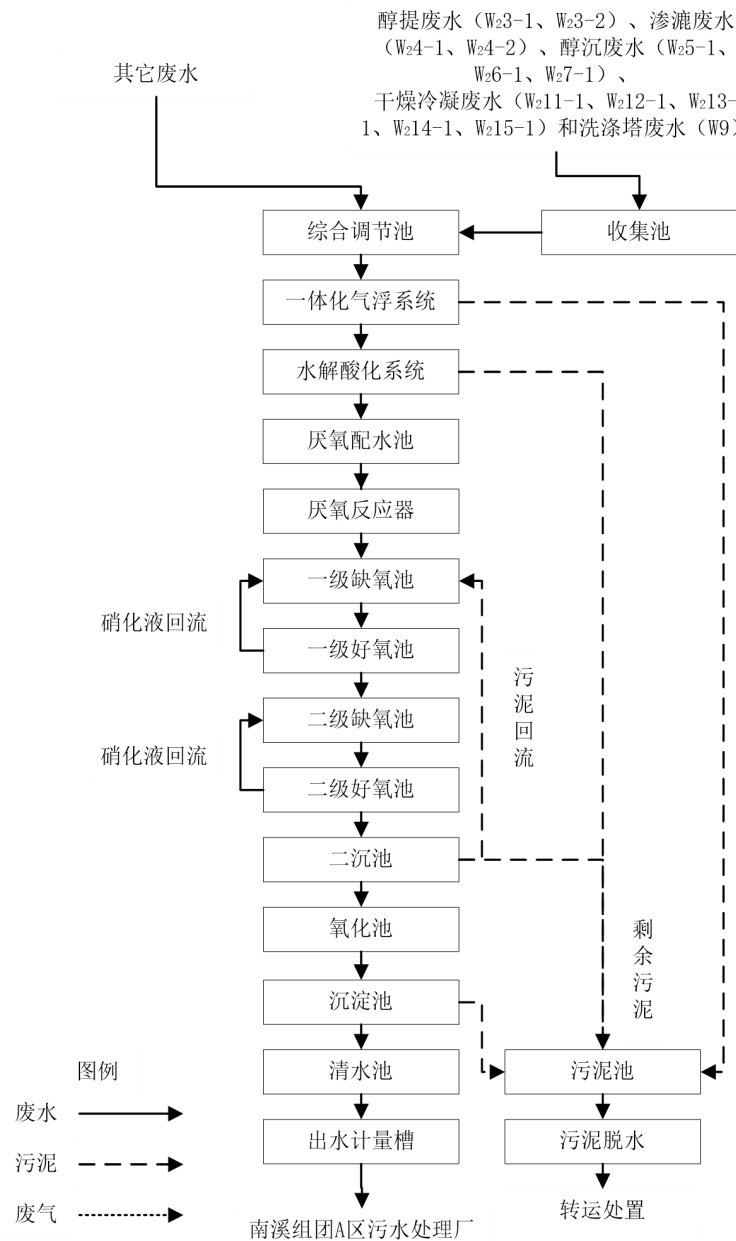 醇提废水（W₂3-1、W₂3-2）、渗漉废水
（W₂4-1、W₂4-2）、醇沉废水（W₂5-1、
W₂6-1、W₂7-1）、
干燥冷凝废水（W₂11-1、W₂12-1、W₂13-
1、W₂14-1、W₂15-1）和洗涤塔废水（W9）
其它废水
综合调节池
收集池
一体化气浮系统
水解酸化系统
厌氧配水池
厌氧反应器
一级缺氧池
硝化液回流
一级好氧池
污泥回流
二级缺氧池
硝化液回流
二级好氧池
二沉池
氧化池
剩余污泥
沉淀池
清水池
污泥池
出水计量槽
污泥脱水
南溪组团A区污水处理厂
转运处置
图例
废水
污泥
废气